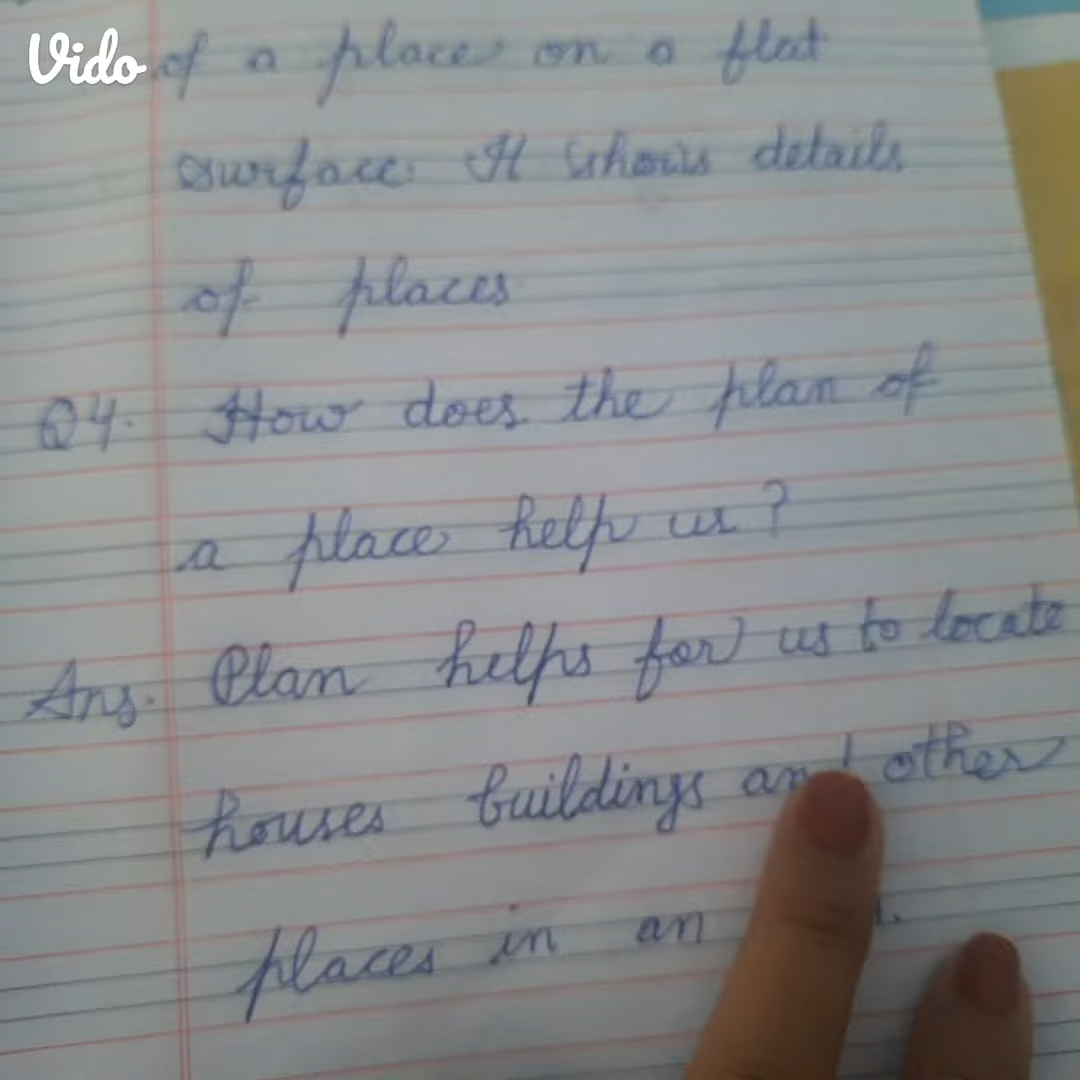 Vido
of a place on a flat
surface. It shows details
of places
Q4. How does the plan of
a place help us?
Ans. Plan helps for us to locate
houses buildings and other
places in an